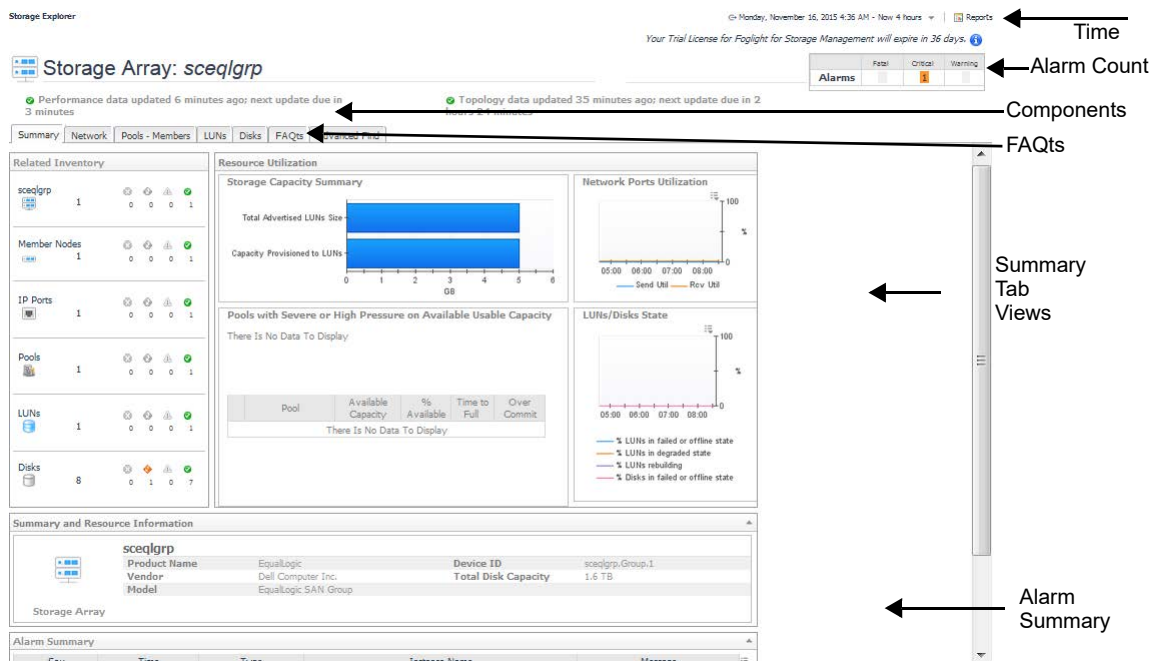 Storage Explorer
Monday, November 16, 2015 4:36 AM - Now 4 hours
Reports
Time
Your Trial License for Foglight for Storage Management will expire in 36 days.
Storage Array: sceqlgrp
Fatal Critical Warning
Alarms 1
Alarm Count
Performance data updated 6 minutes ago; next update due in
3 minutes
Topology data updated 35 minutes ago; next update due in 2
hours 24 minutes
Components
Summary Network Pools - Members LUNs Disks FAQts Advanced Find
FAQts
Related Inventory
sceqlgrp
1
0 0 0 1
Member Nodes
1
0 0 0 1
IP Ports
1
0 0 0 1
Pools
1
0 0 0 1
LUNs
1
0 0 0 1
Disks
8
0 1 0 7
Resource Utilization
Storage Capacity Summary
Total Advertised LUNs Size
Capacity Provisioned to LUNs
0 1 2 3 4 5 6
GB
Network Ports Utilization
100
%
0
05:00 06:00 07:00 08:00
Send Util Rcv Util
Pools with Severe or High Pressure on Available Usable Capacity
There Is No Data To Display
Pool
Available
Capacity
%
Available
Time to
Full
Over
Commit
There Is No Data To Display
LUNs/Disks State
100
%
0
05:00 06:00 07:00 08:00
% LUNs in failed or offline state
% LUNs in degraded state
% LUNs rebuilding
% Disks in failed or offline state
Summary
Tab
Views
Summary and Resource Information
Storage Array
sceqlgrp
Product Name EqualLogic Device ID sceqlgrp.Group.1
Vendor Dell Computer Inc. Total Disk Capacity 1.6 TB
Model EqualLogic SAN Group
Alarm
Summary
Alarm Summary
Sev Time Type Instance Name Message